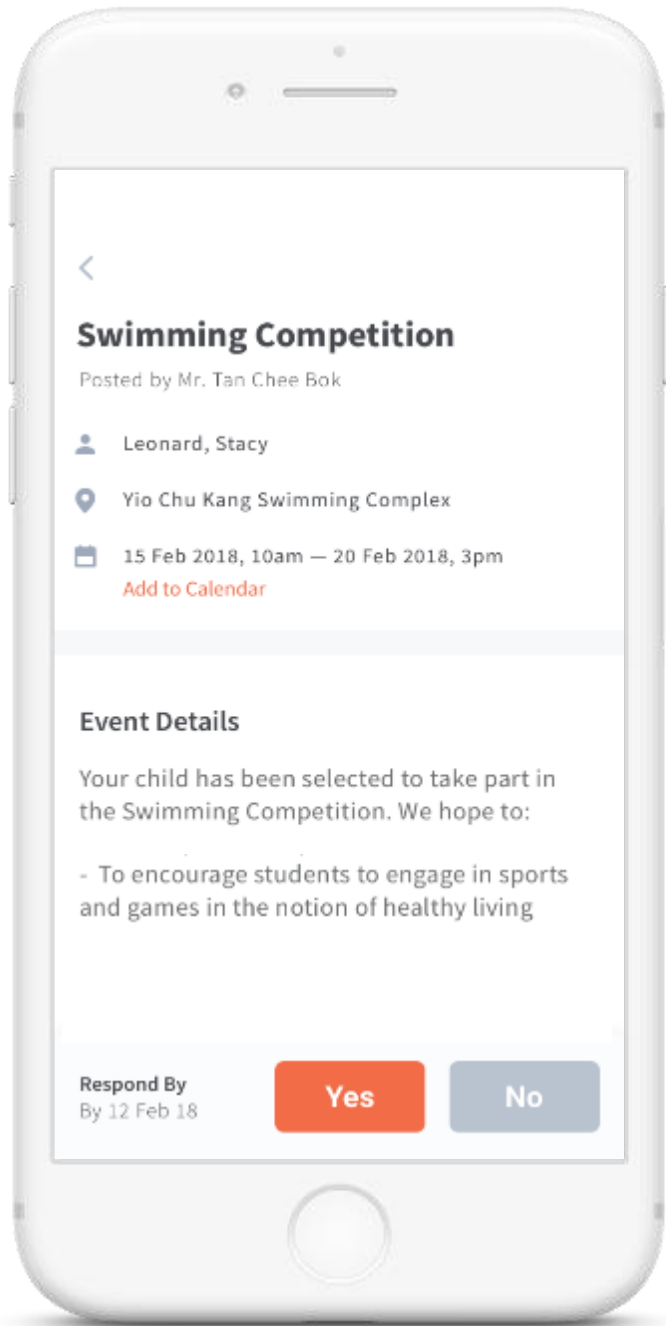 Swimming Competition
Posted by Mr. Tan Chee Bok
Leonard, Stacy
Yio Chu Kang Swimming Complex
15 Feb 2018, 10am — 20 Feb 2018, 3pm
Add to Calendar
Event Details
Your child has been selected to take part in
the Swimming Competition. We hope to:
- To encourage students to engage in sports
and games in the notion of healthy living
Respond By
By 12 Feb 18
Yes
No